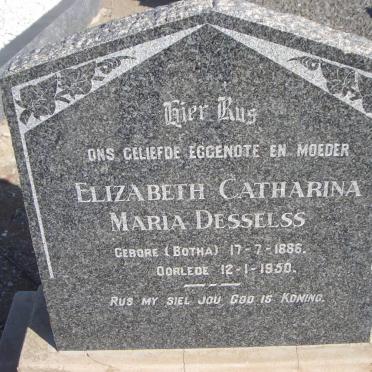 Hier Rus
ONS GELIEFDE EGGENOTE EN MOEDER
ELIZABETH CATHARINA
MARIA DESSELSS
GEBORE (BOTHA) 17-7-1886.
OORLEDE 12-1-1950.
RUS MY SIEL JOU GOD IS KONING.